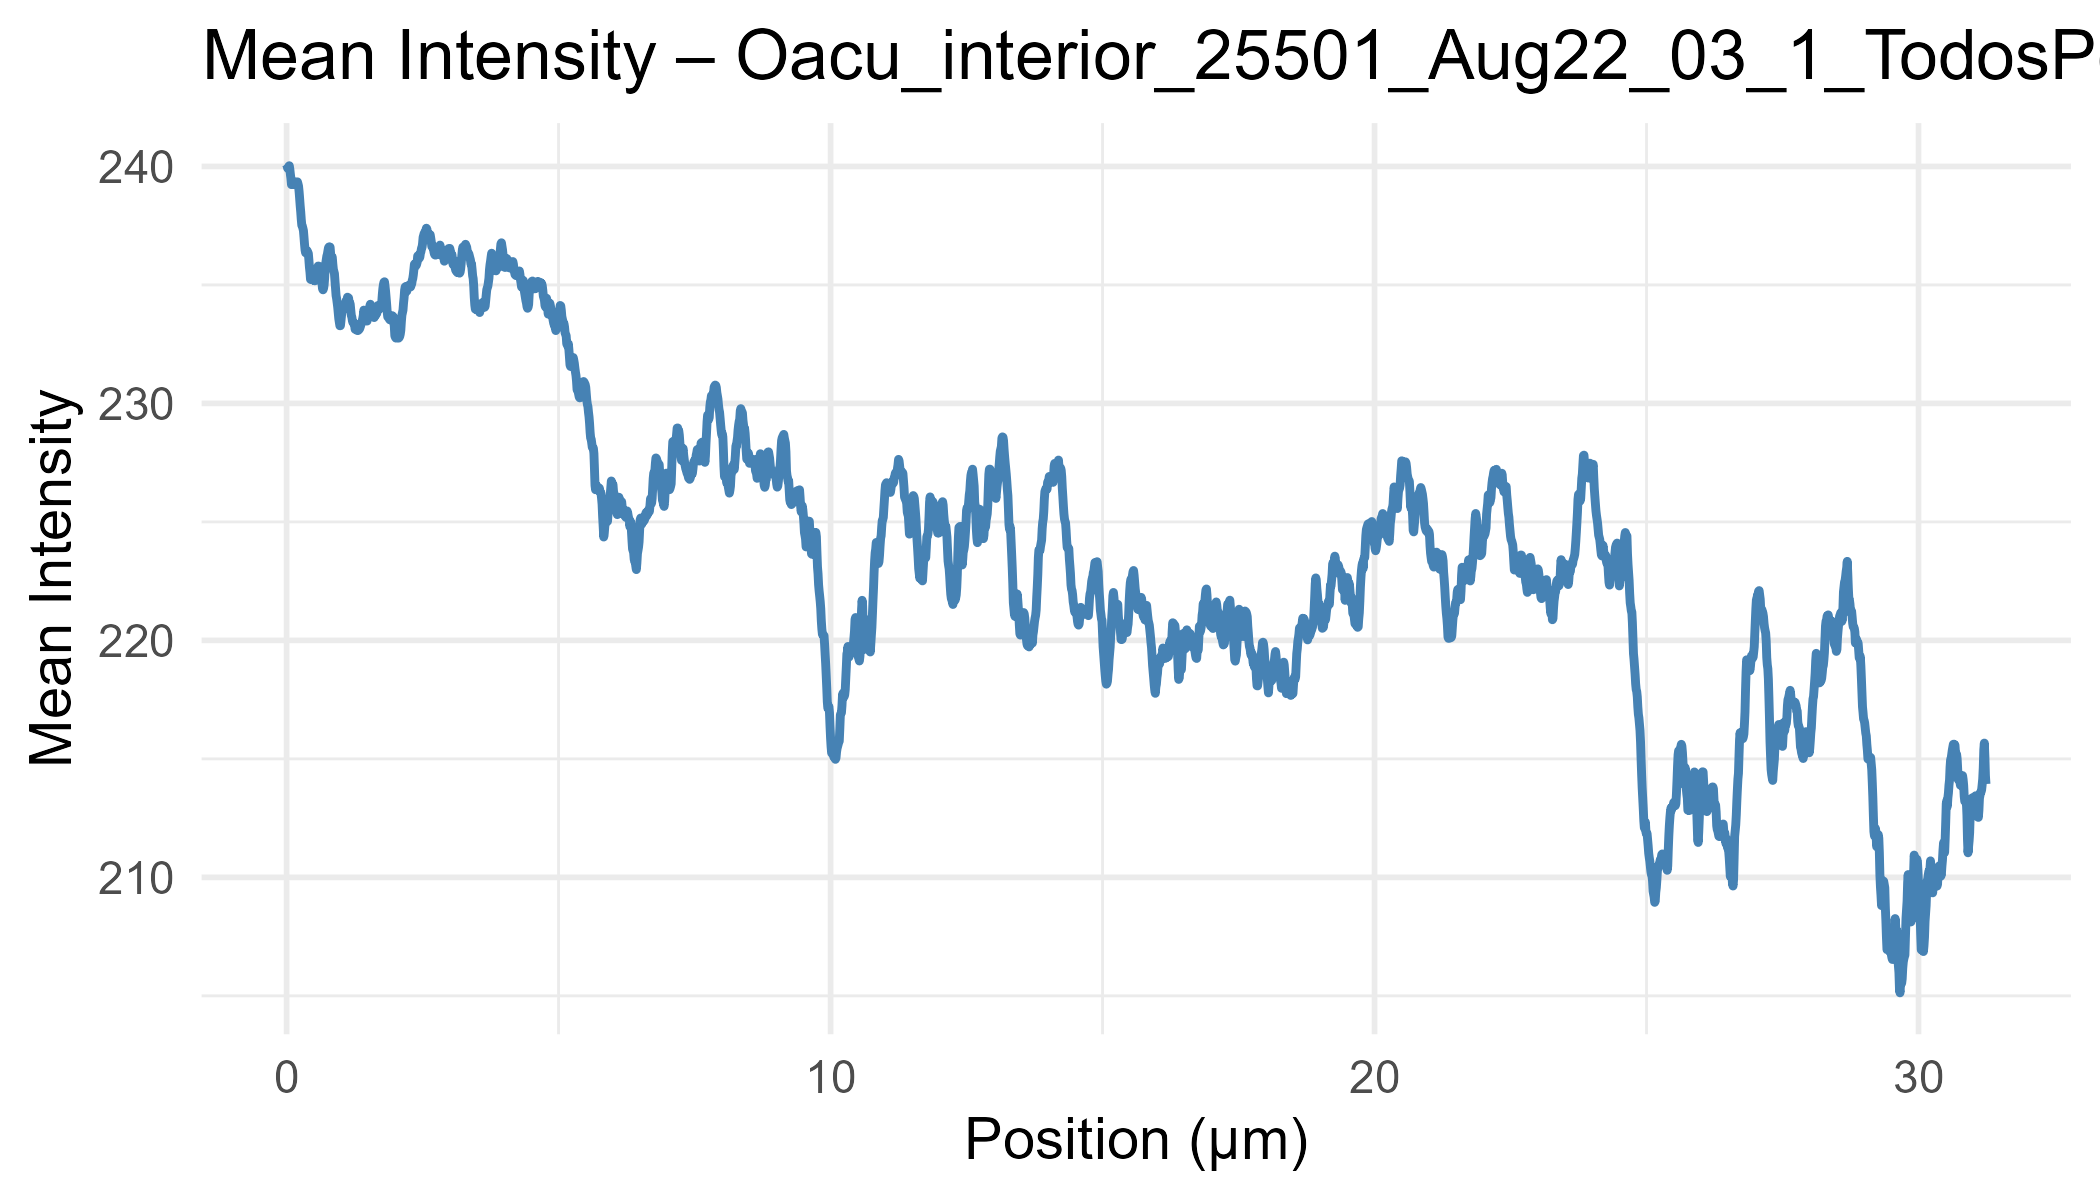 Mean Intensity – Oacu_interior_25501_Aug22_03_1_TodosP
240
230
220
210
Mean Intensity
0 10 20 30
Position (µm)